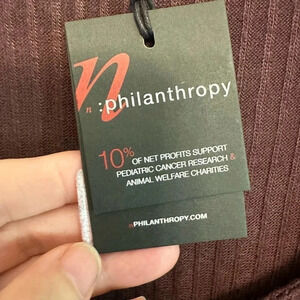 n
n :philanthropy
10% OF NET PROFITS SUPPORT
PEDIATRIC CANCER RESEARCH &
ANIMAL WELFARE CHARITIES
nPHILANTHROPY.COM